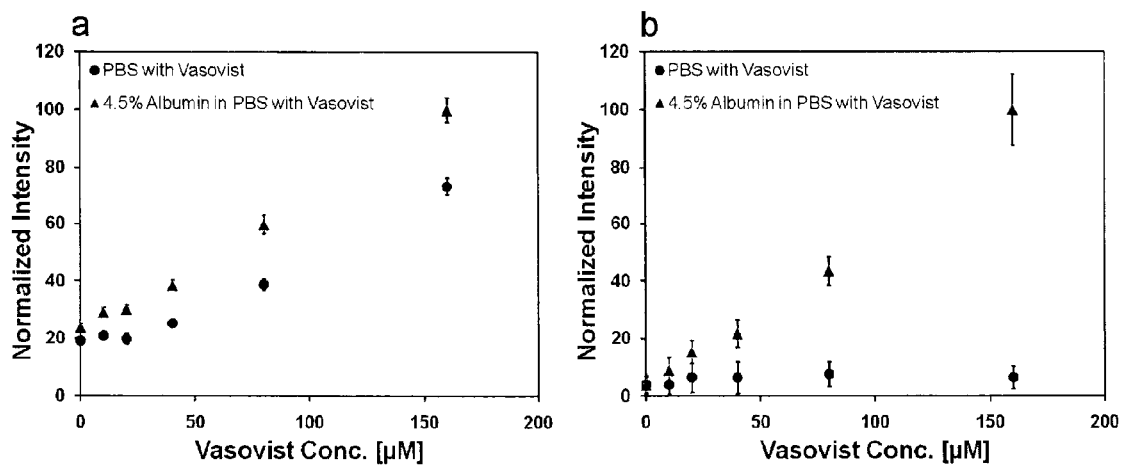 a
120
100
80
60
40
20
0
Normalized Intensity
● PBS with Vasovist
▲ 4.5% Albumin in PBS with Vasovist
0 50 100 150 200
Vasovist Conc. [µM]
b
120
100
80
60
40
20
0
Normalized Intensity
● PBS with Vasovist
▲ 4.5% Albumin in PBS with Vasovist
0 50 100 150 200
Vasovist Conc. [µM]